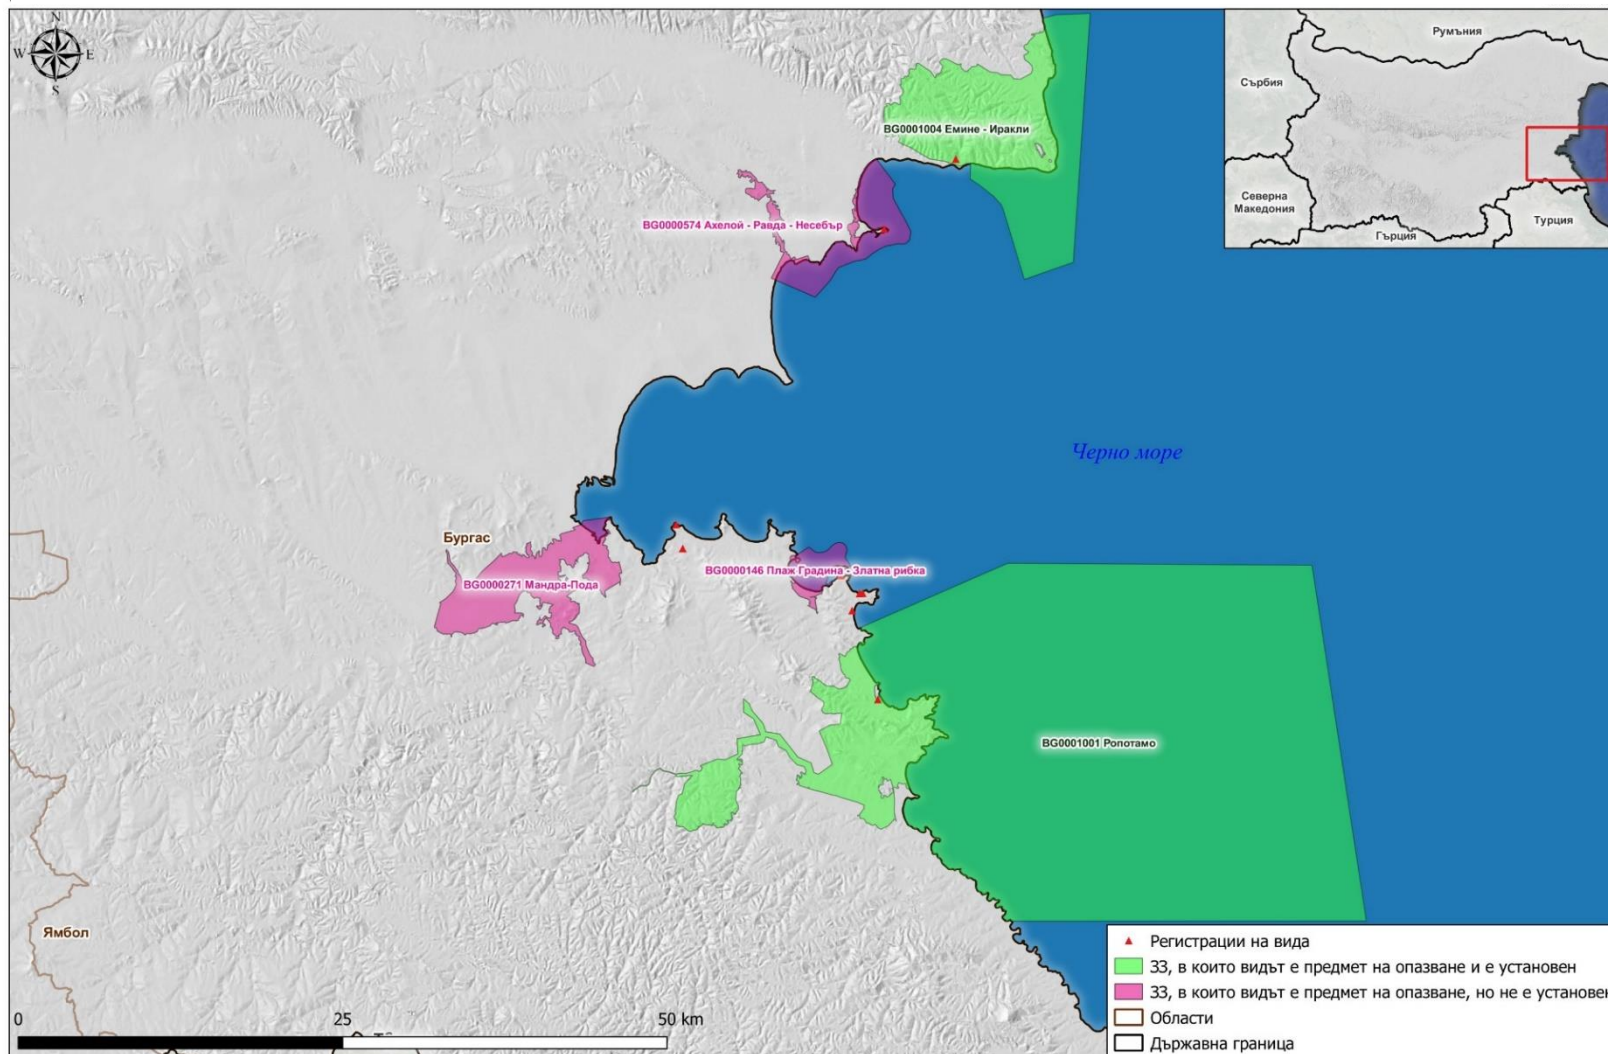 N
W E
S
Румъния
Сърбия
Северна
Македония
Гърция
Турция
BG0001004 Емине - Иракли
BG0000574 Ахелой - Равда - Несебър
Черно море
Бургас
BG0000271 Мандра-Пода
BG0000146 Плаж Градина - Златна рибка
BG0001001 Ропотамо
Ямбол
Регистрации на вида
ЗЗ, в които видът е предмет на опазване и е установен
ЗЗ, в които видът е предмет на опазване, но не е установен
Области
Държавна граница
0 25 50 km